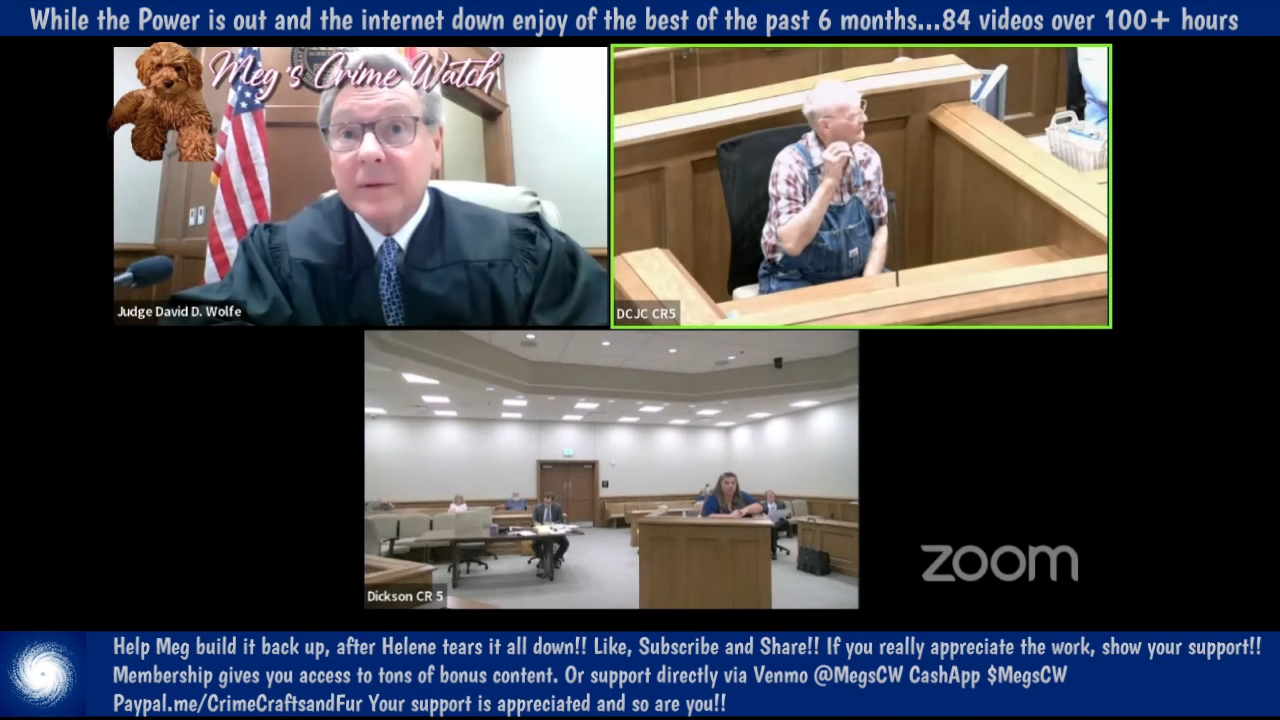 While the Power is out and the internet down enjoy of the best of the past 6 months...84 videos over 100+ hours
Meg's Crime Watch
Judge David D. Wolfe
DCJC CR5
Dickson CR 5
zoom
Help Meg build it back up, after Helene tears it all down!! Like, Subscribe and Share!! If you really appreciate the work, show your support!!
Membership gives you access to tons of bonus content. Or support directly via Venmo @MegsCW CashApp $MegsCW
Paypal.me/CrimeCraftsandFur Your support is appreciated and so are you!!